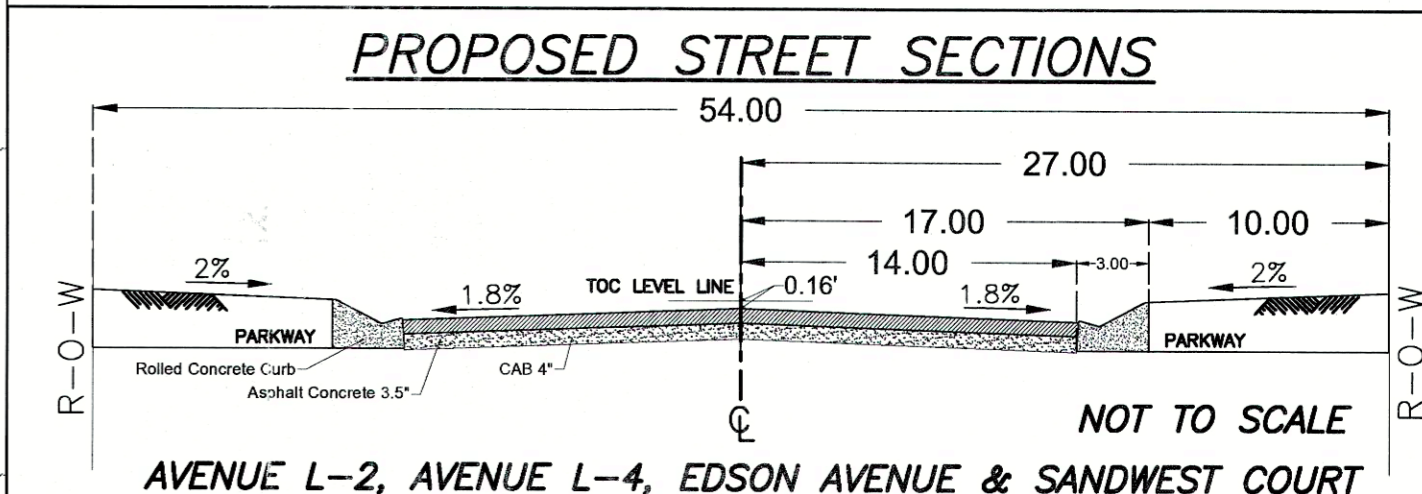 PROPOSED STREET SECTIONS
54.00
27.00
17.00 10.00
14.00 3.00
2% 1.8% TOC LEVEL LINE 0.16' 1.8% 2%
R-O-W PARKWAY PARKWAY R-O-W
Rolled Concrete Curb
Asphalt Concrete 3.5"
CAB 4"
CL
NOT TO SCALE
AVENUE L-2, AVENUE L-4, EDSON AVENUE & SANDWEST COURT